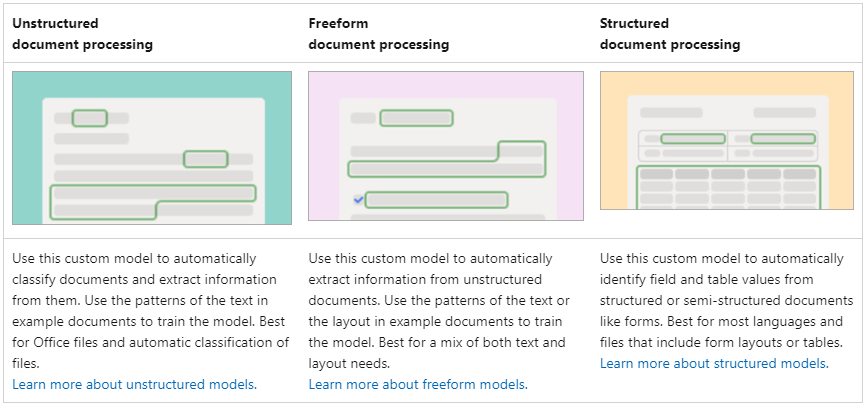 Unstructured
document processing
Freeform
document processing
Structured
document processing
Use this custom model to automatically
classify documents and extract information
from them. Use the patterns of the text in
example documents to train the model. Best
for Office files and automatic classification of
files.
Learn more about unstructured models.
Use this custom model to automatically
extract information from unstructured
documents. Use the patterns of the text or
the layout in example documents to train
the model. Best for a mix of both text and
layout needs.
Learn more about freeform models.
Use this custom model to automatically
identify field and table values from
structured or semi-structured documents
like forms. Best for most languages and
files that include form layouts or tables.
Learn more about structured models.